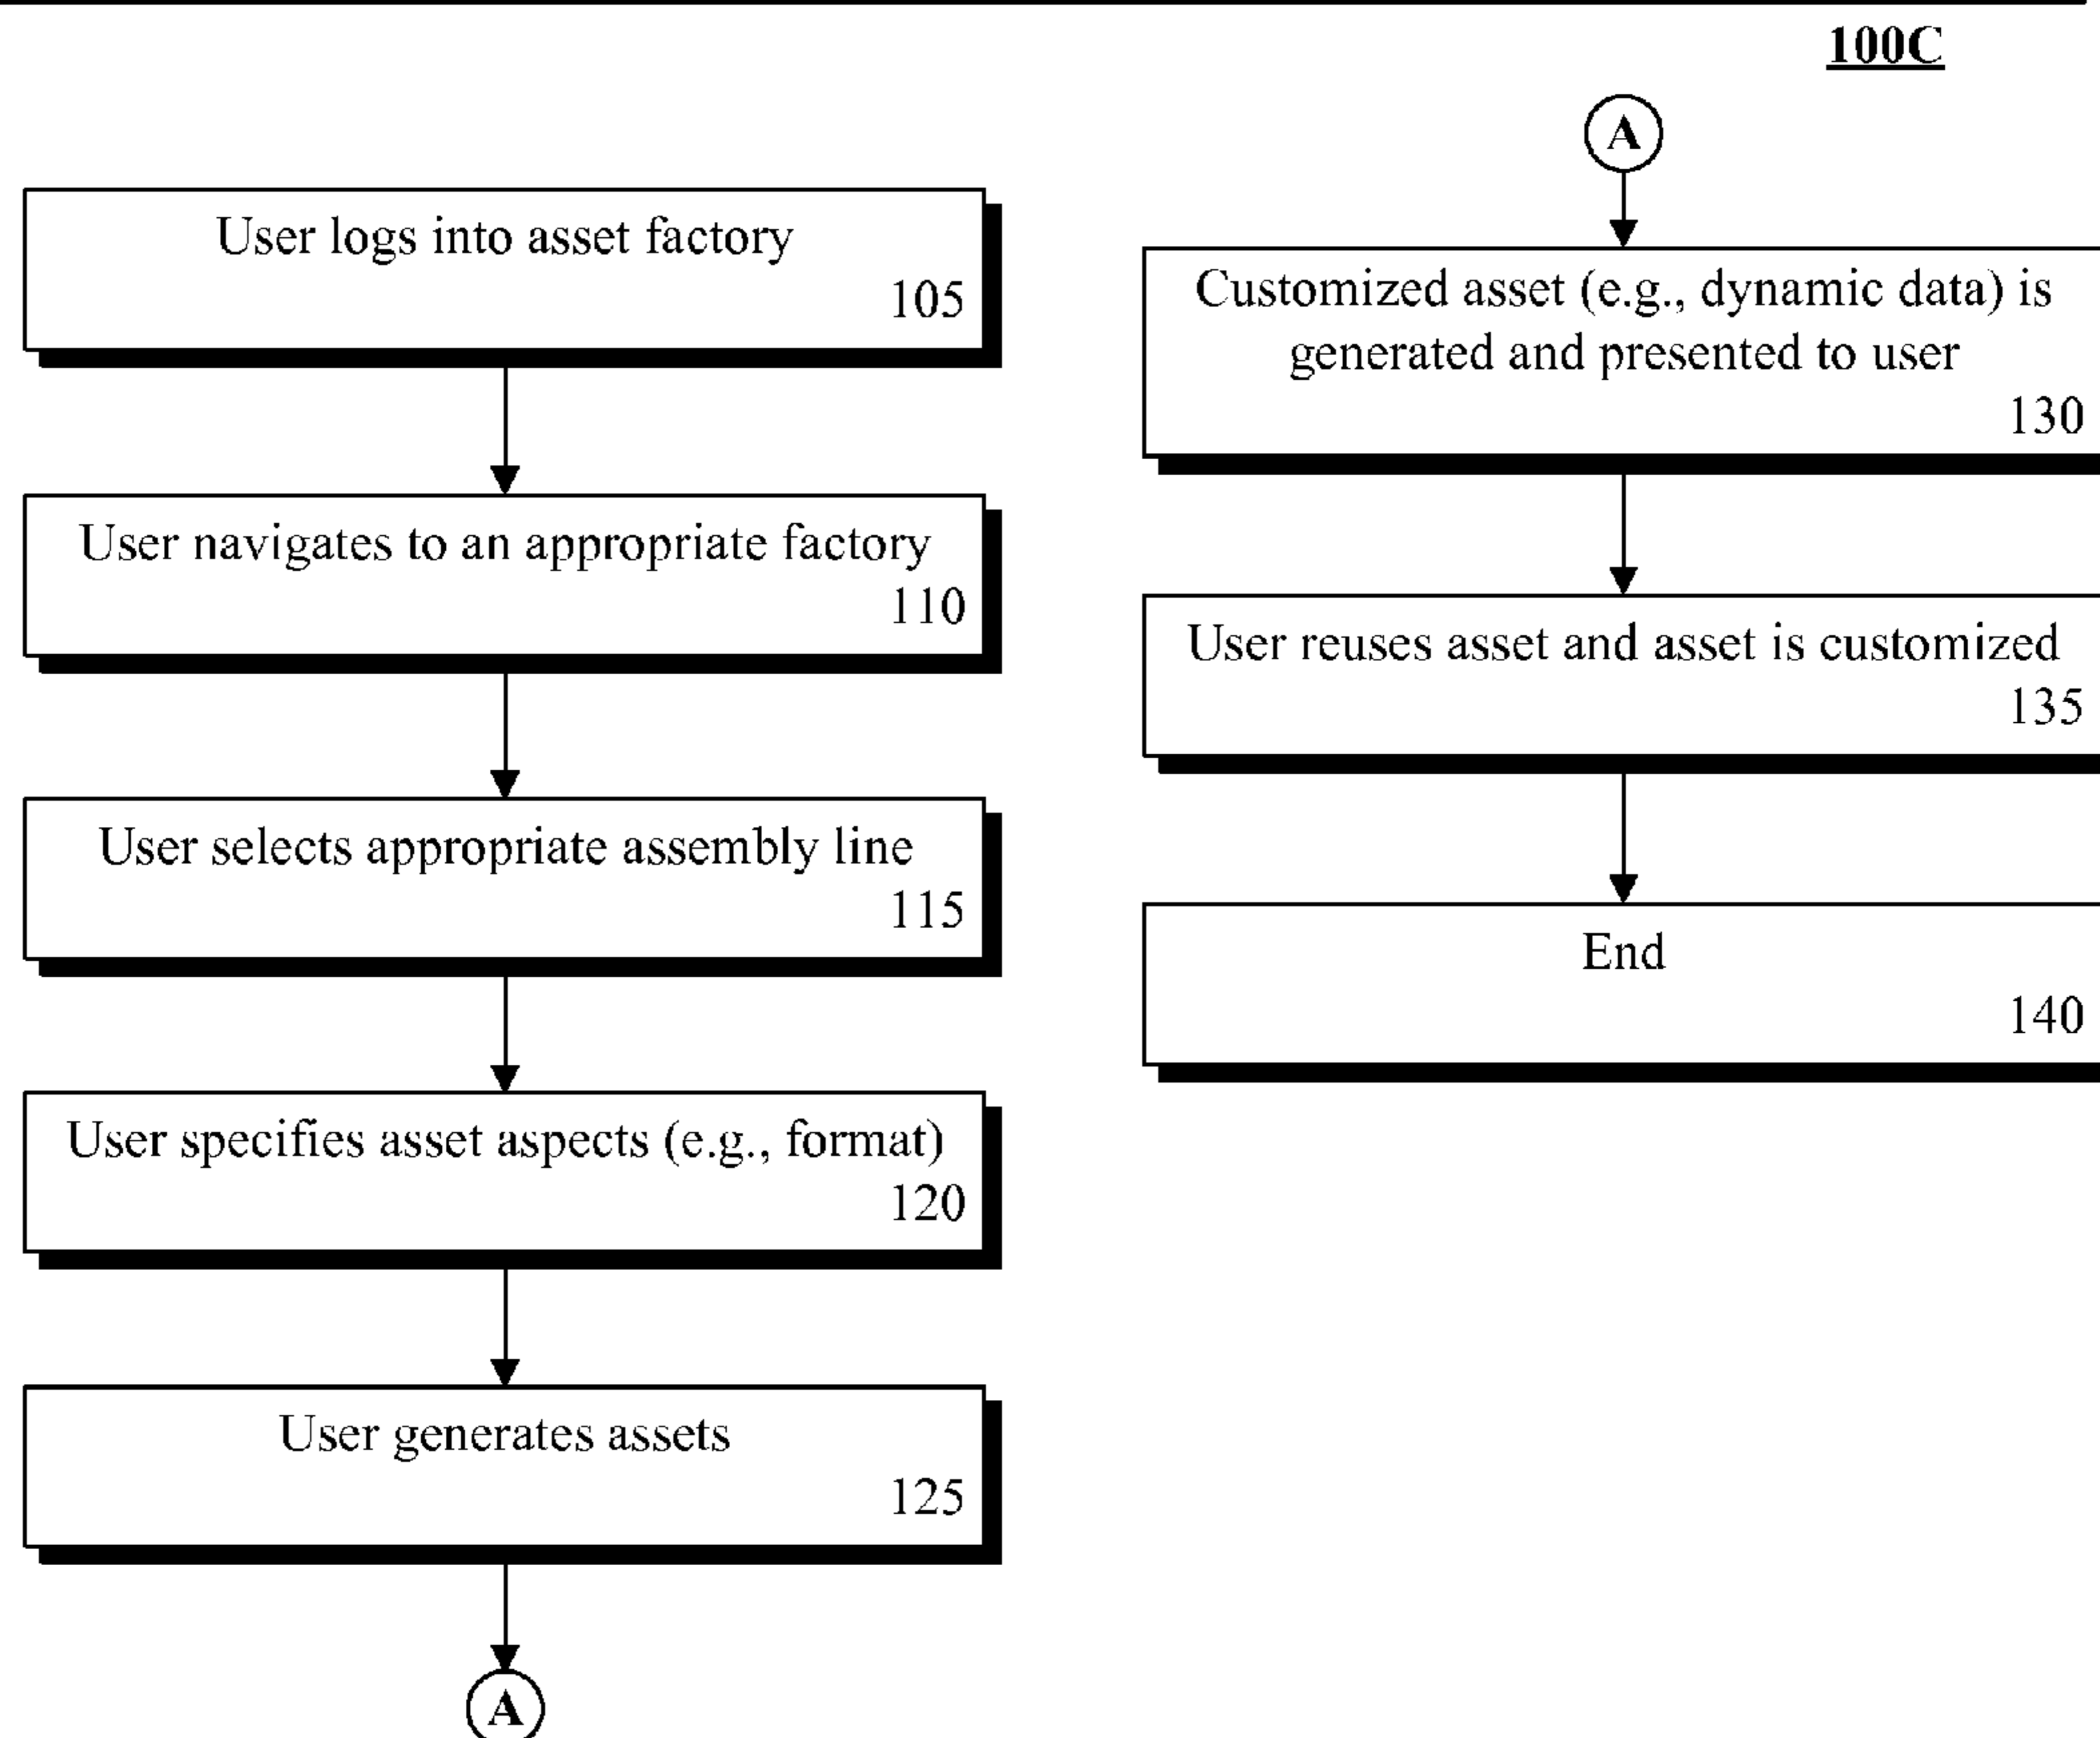 100C
User logs into asset factory
105
User navigates to an appropriate factory
110
User selects appropriate assembly line
115
User specifies asset aspects (e.g., format)
120
User generates assets
125
A
A
Customized asset (e.g., dynamic data) is
generated and presented to user
130
User reuses asset and asset is customized
135
End
140